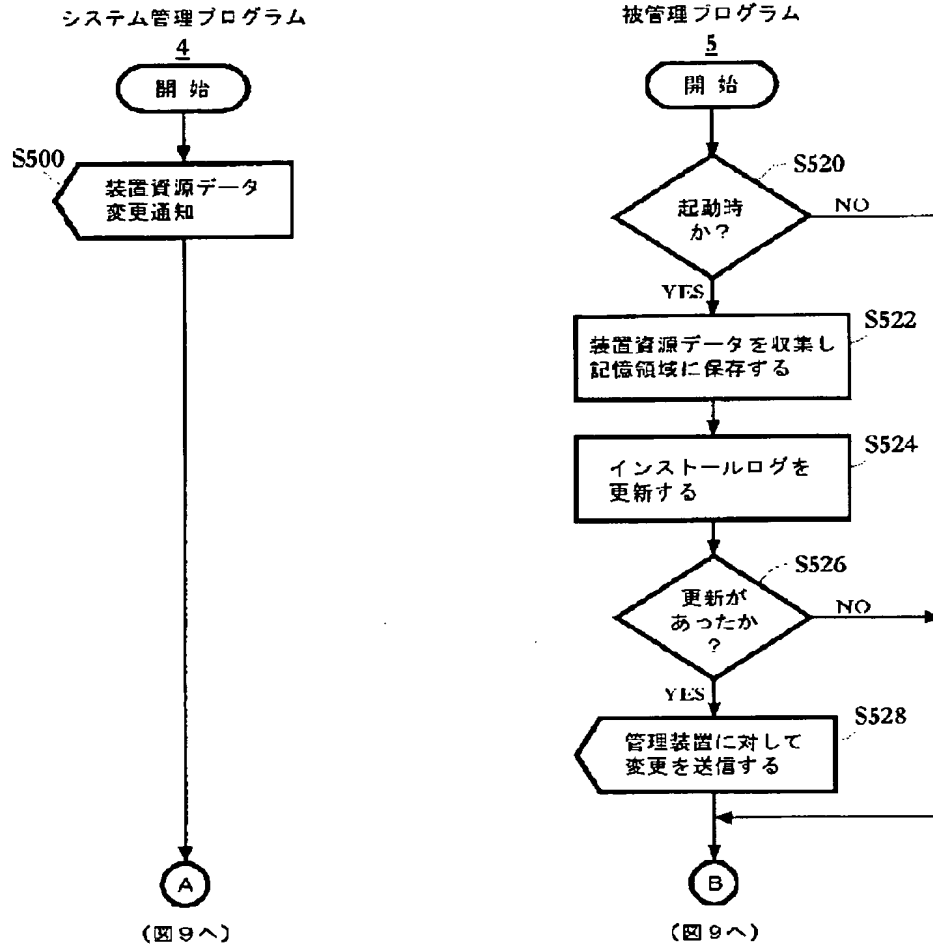 システム管理プログラム
4
開始
S500
装置資源データ
変更通知
A
(図9へ)
被管理プログラム
5
開始
S520
起動時
か?
NO
YES
S522
装置資源データを収集し
記憶領域に保存する
S524
インストールログを
更新する
S526
更新が
あったか
?
NO
YES
S528
管理装置に対して
変更を送信する
B
(図9へ)